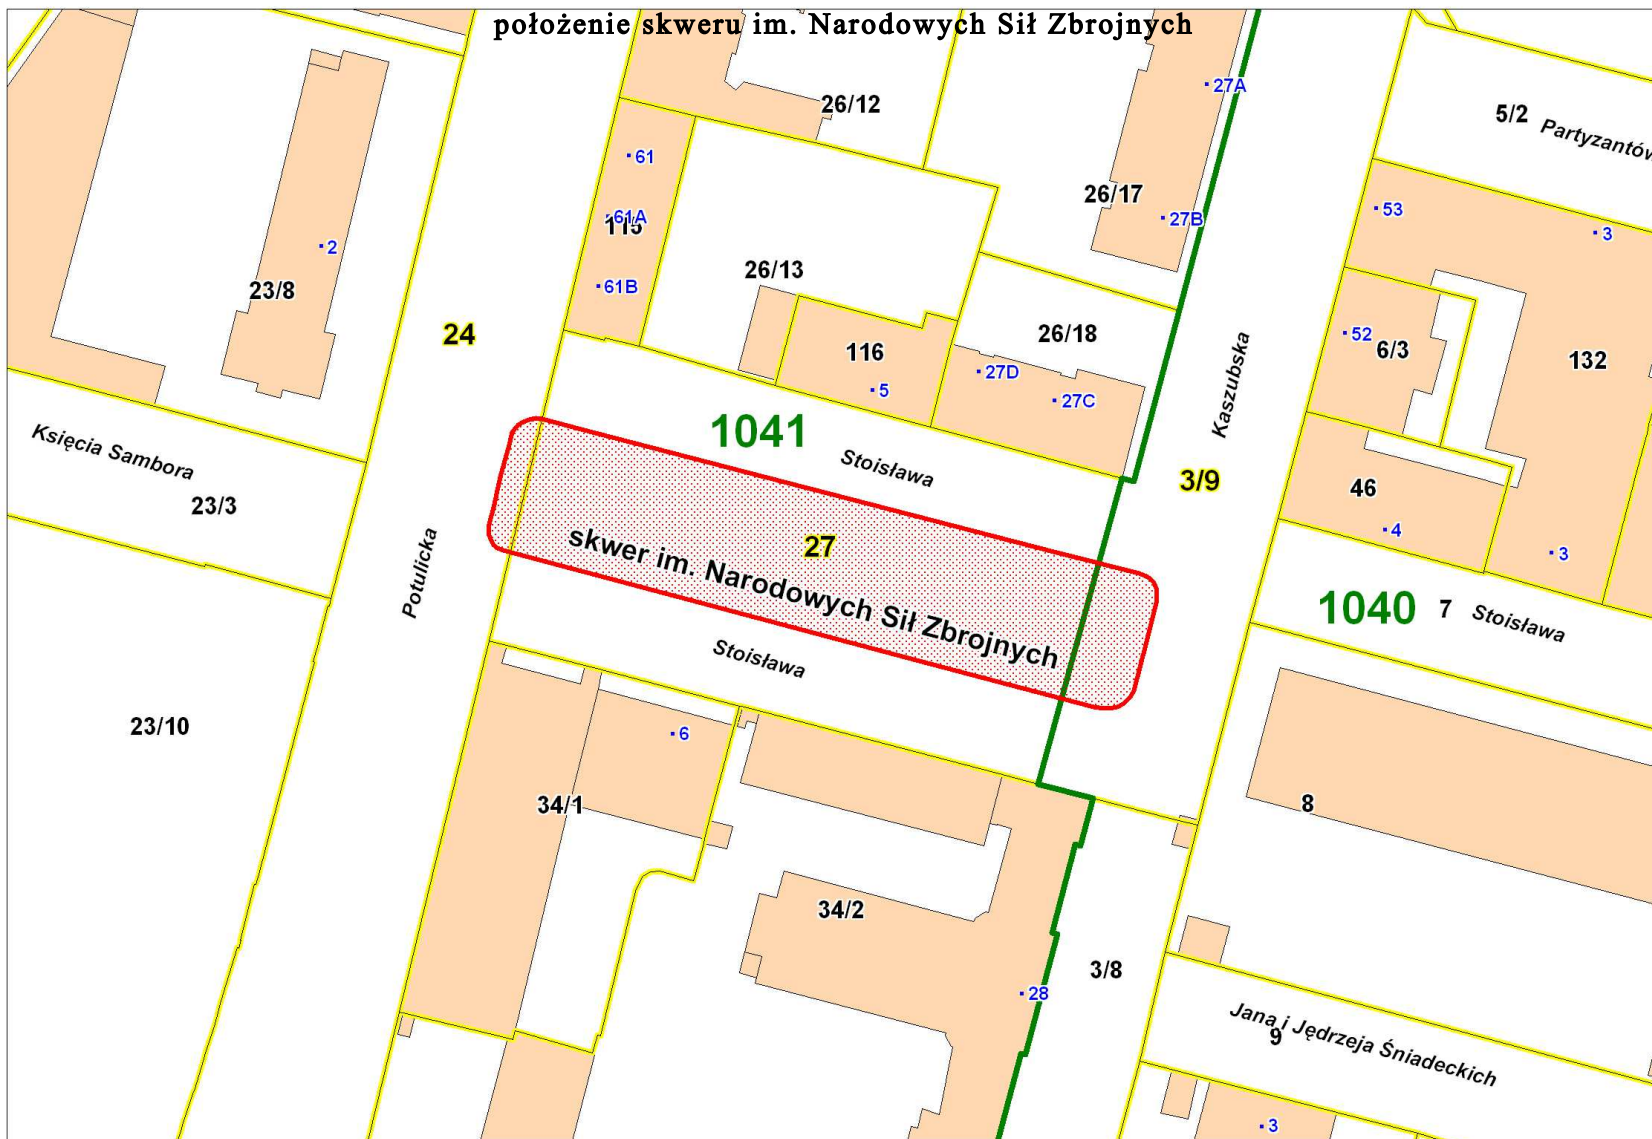 położenie skweru im. Narodowych Sił Zbrojnych
27A
26/12
5/2
Partyzantów
61
26/17
53
61A
115
27B
3
2
26/13
61B
23/8
24
26/18
52
6/3
116
132
27D
Kaszubska
5
27C
1041
Księcia Sambora
Stoisława
3/9
46
23/3
4
27
3
skwer im. Narodowych Sił Zbrojnych
Potulicka
1040
7
Stoisława
Stoisława
23/10
6
34/1
8
34/2
3/8
28
Jana i Jędrzeja Śniadeckich
9
3